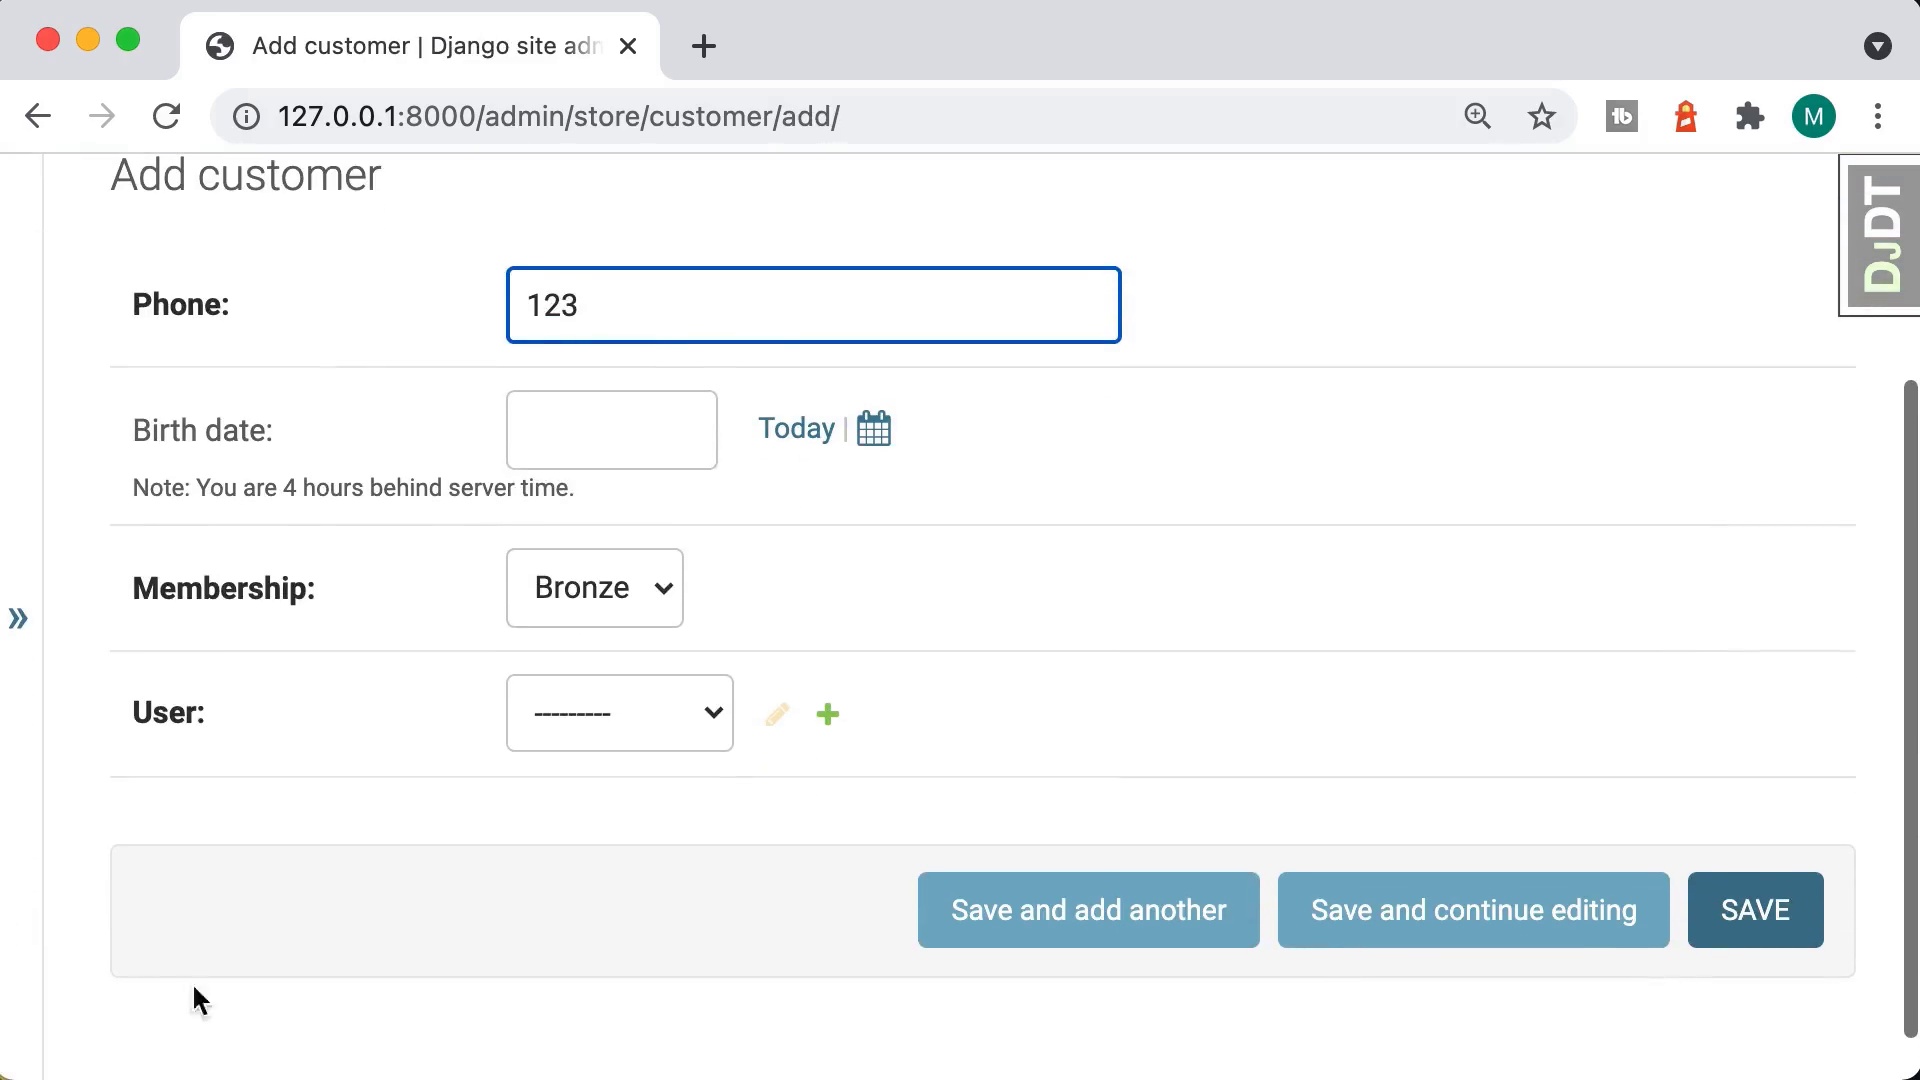 Add customer | Django site adn
127.0.0.1:8000/admin/store/customer/add/
tb
M
Add customer
DJDT
Phone:
123
Birth date:
Today |
Note: You are 4 hours behind server time.
Membership:
Bronze
»
User:
---------
Save and add another
Save and continue editing
SAVE